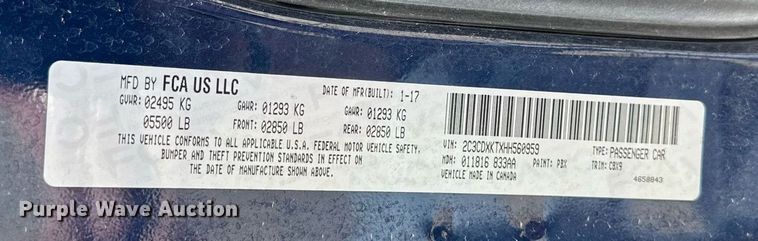 MFD BY FCA US LLC
DATE OF MFR(BUILT): 1-17
GVWR: 02495 KG GAWR: 01293 KG GAWR: 01293 KG
05500 LB FRONT: 02850 LB REAR: 02850 LB
THIS VEHICLE CONFORMS TO ALL APPLICABLE U.S.A. FEDERAL MOTOR VEHICLE SAFETY,
BUMPER AND THEFT PREVENTION STANDARDS IN EFFECT ON
THE DATE OF MANUFACTURE SHOWN ABOVE.
VIN: 2C3CDXKTXHH560959 TYPE: PASSENGER CAR
MDH: 011816 833AA PAINT: PBX TRIM: CBX9
MADE IN CANADA 4658843
Purple Wave Auction